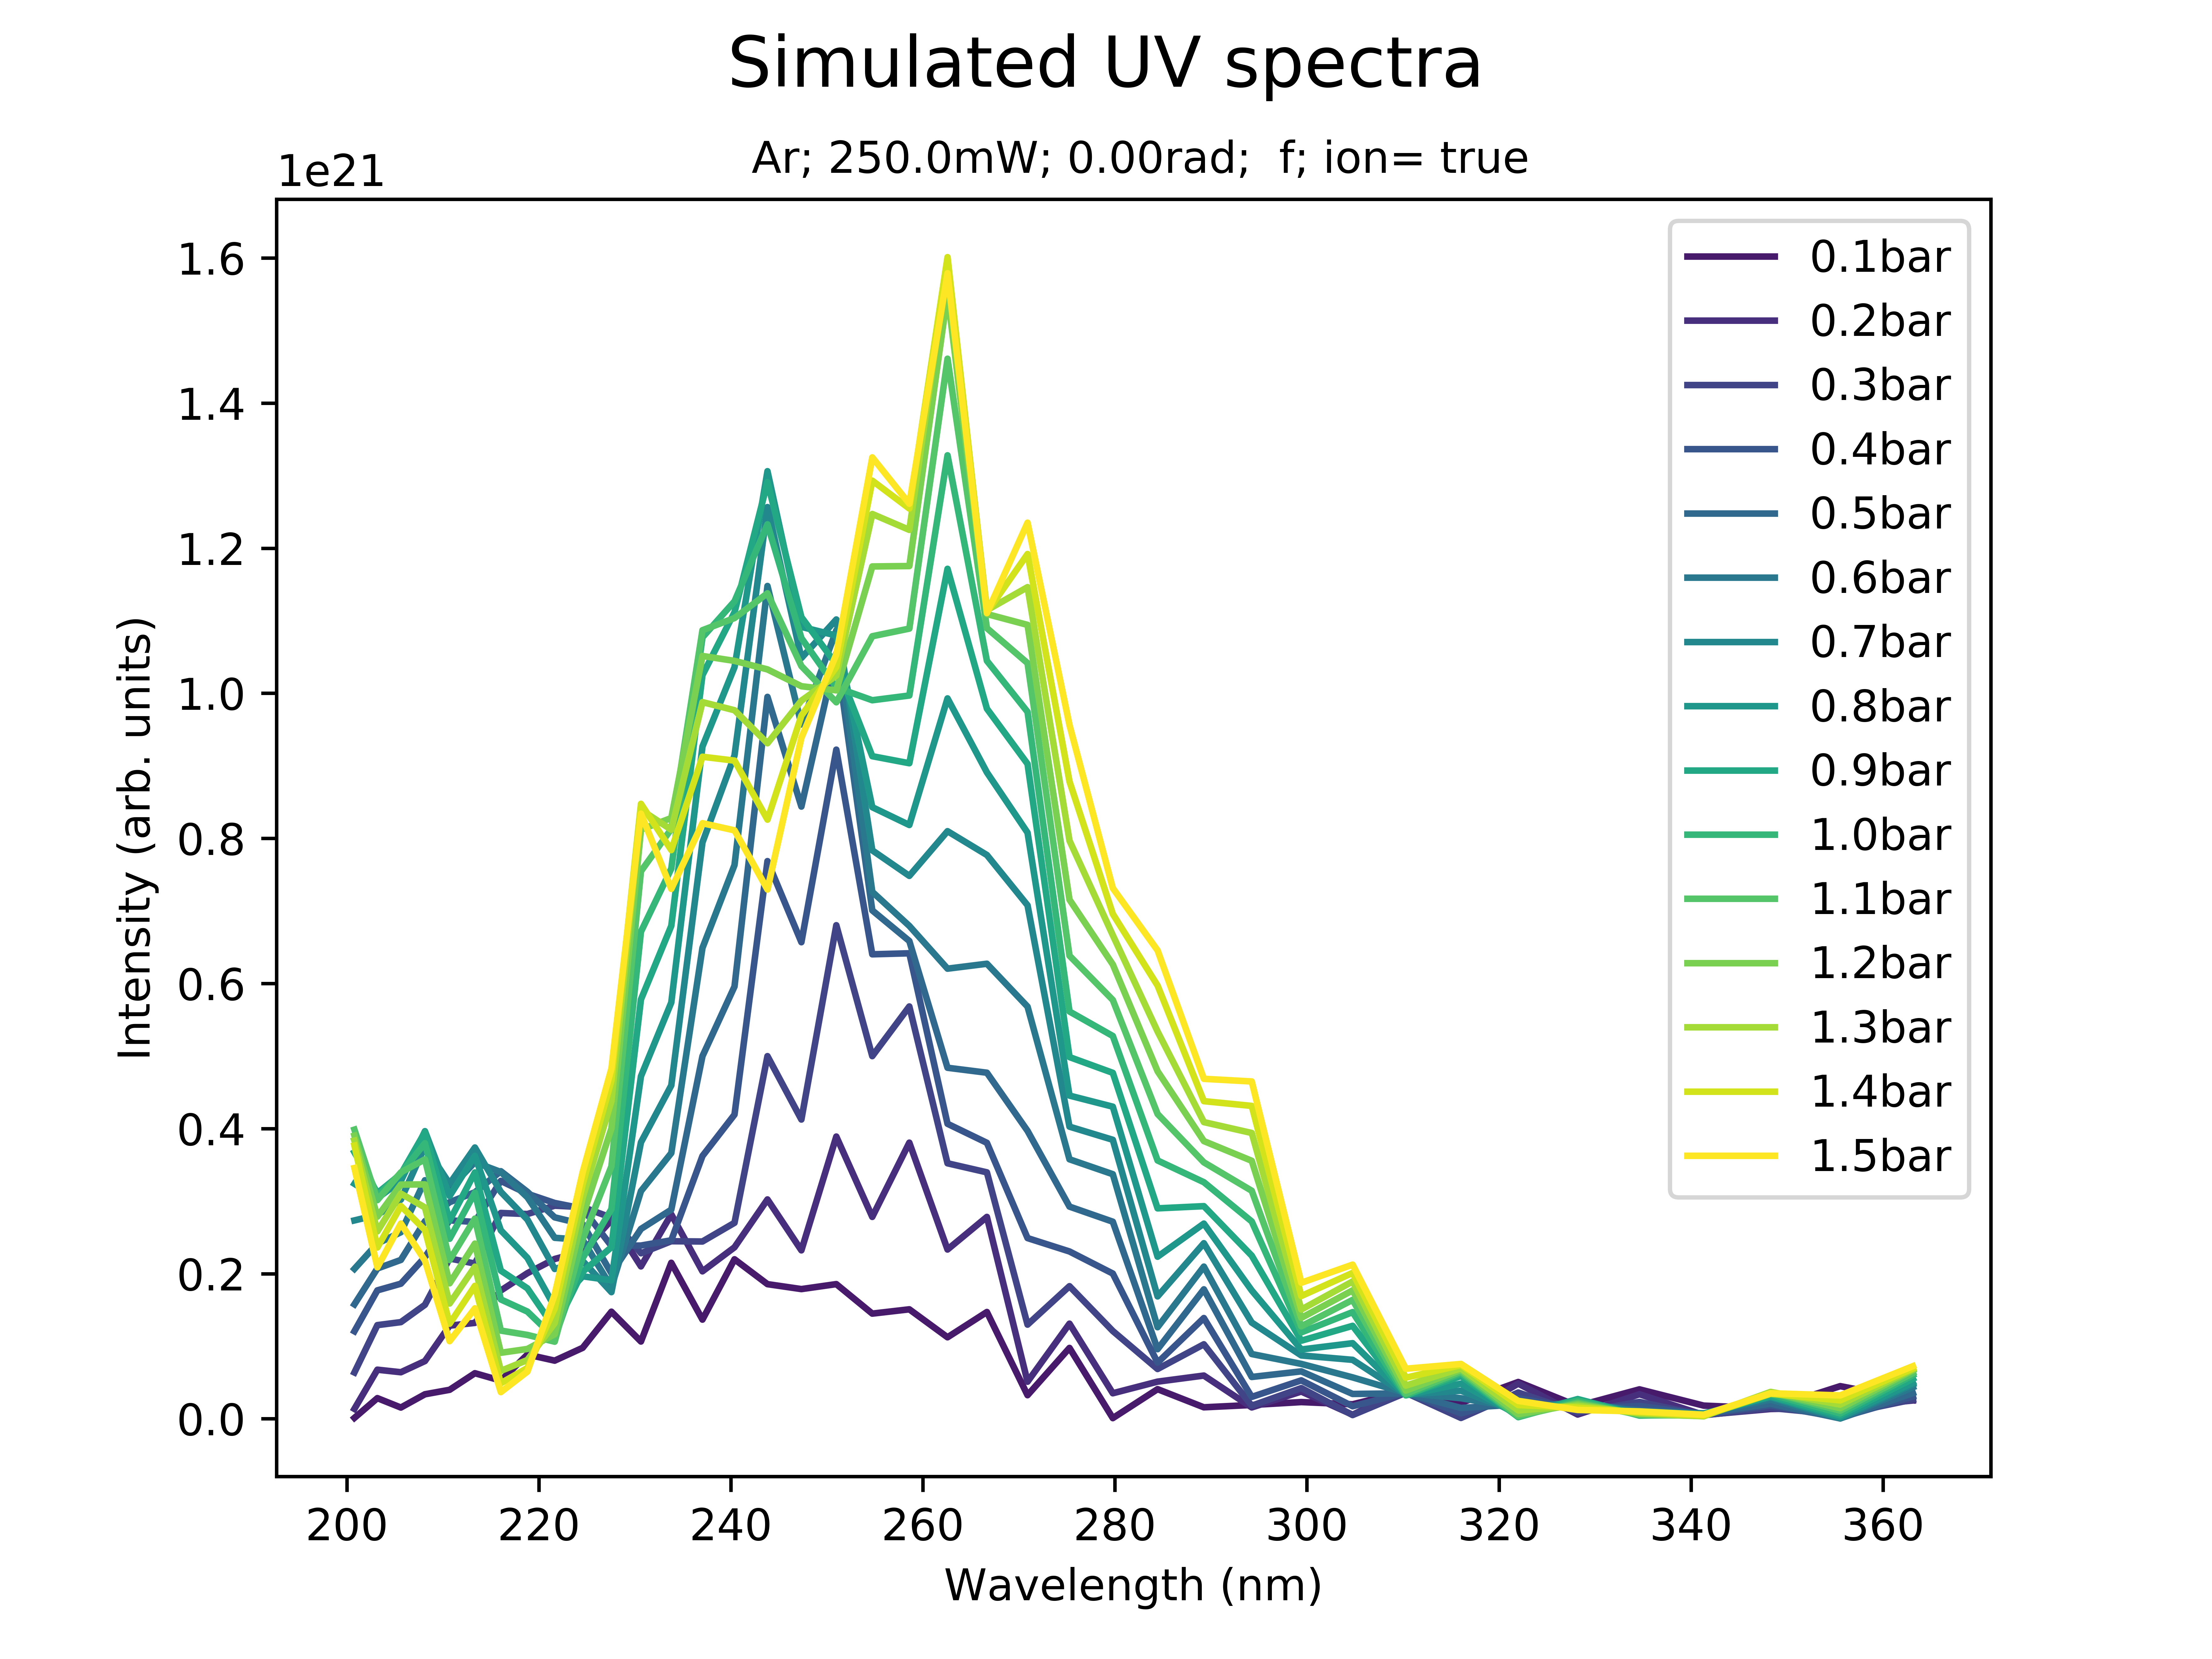 Simulated UV spectra
Ar; 250.0mW; 0.00rad;  f; ion= true
1e21
1.6
1.4
1.2
1.0
0.8
0.6
0.4
0.2
0.0
Intensity (arb. units)
200 220 240 260 280 300 320 340 360
Wavelength (nm)
0.1bar
0.2bar
0.3bar
0.4bar
0.5bar
0.6bar
0.7bar
0.8bar
0.9bar
1.0bar
1.1bar
1.2bar
1.3bar
1.4bar
1.5bar